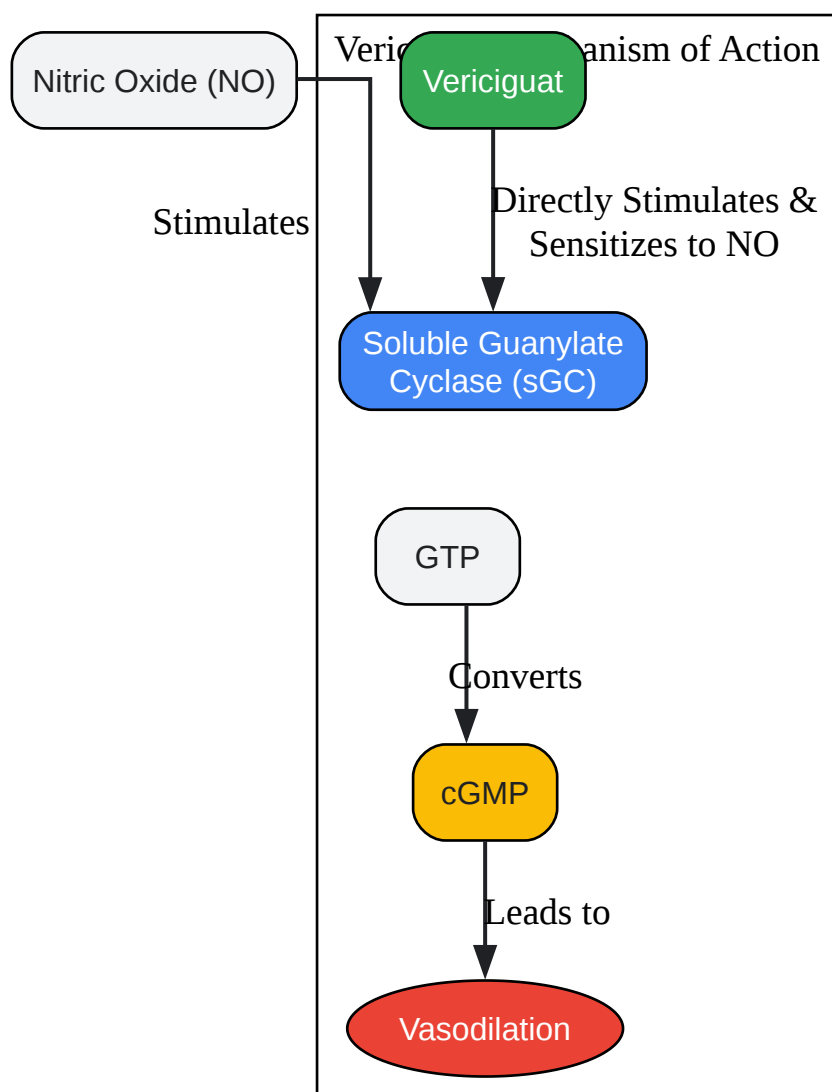 anism of Action
Nitric Oxide (NO)
Vericiguat
Stimulates
Directly Stimulates &
Sensitizes to NO
Soluble Guanylate
Cyclase (sGC)
GTP
Converts
cGMP
Leads to
Vasodilation